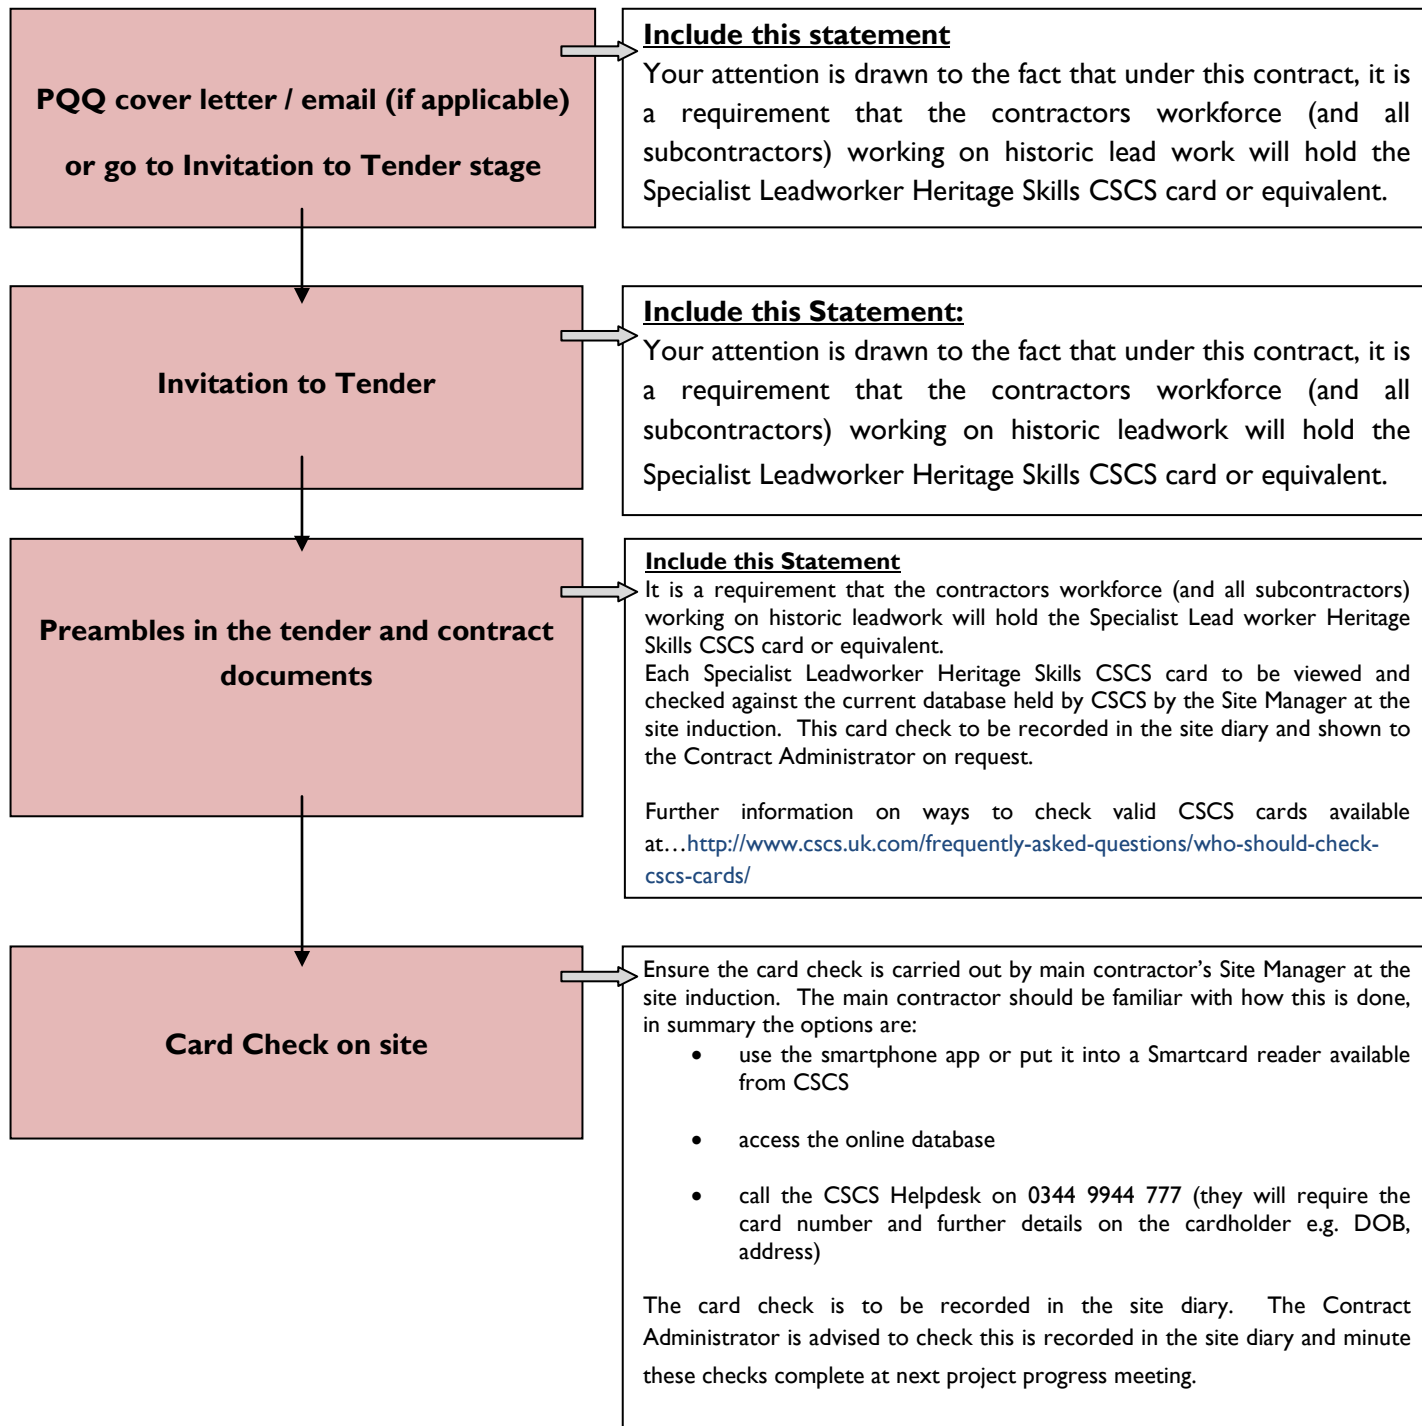 PQQ cover letter / email (if applicable)
or go to Invitation to Tender stage
Include this statement
Your attention is drawn to the fact that under this contract, it is
a requirement that the contractors workforce (and all
subcontractors) working on historic lead work will hold the
Specialist Leadworker Heritage Skills CSCS card or equivalent.
Invitation to Tender
Include this Statement:
Your attention is drawn to the fact that under this contract, it is
a requirement that the contractors workforce (and all
subcontractors) working on historic leadwork will hold the
Specialist Leadworker Heritage Skills CSCS card or equivalent.
Preambles in the tender and contract
documents
Include this Statement
It is a requirement that the contractors workforce (and all subcontractors)
working on historic leadwork will hold the Specialist Lead worker Heritage
Skills CSCS card or equivalent.
Each Specialist Leadworker Heritage Skills CSCS card to be viewed and
checked against the current database held by CSCS by the Site Manager at the
site induction. This card check to be recorded in the site diary and shown to
the Contract Administrator on request.
Further information on ways to check valid CSCS cards available
at…http://www.cscs.uk.com/frequently-asked-questions/who-should-check-
cscs-cards/
Card Check on site
Ensure the card check is carried out by main contractor's Site Manager at the
site induction. The main contractor should be familiar with how this is done,
in summary the options are:
• use the smartphone app or put it into a Smartcard reader available
from CSCS
• access the online database
• call the CSCS Helpdesk on 0344 9944 777 (they will require the
card number and further details on the cardholder e.g. DOB,
address)
The card check is to be recorded in the site diary. The Contract
Administrator is advised to check this is recorded in the site diary and minute
these checks complete at next project progress meeting.